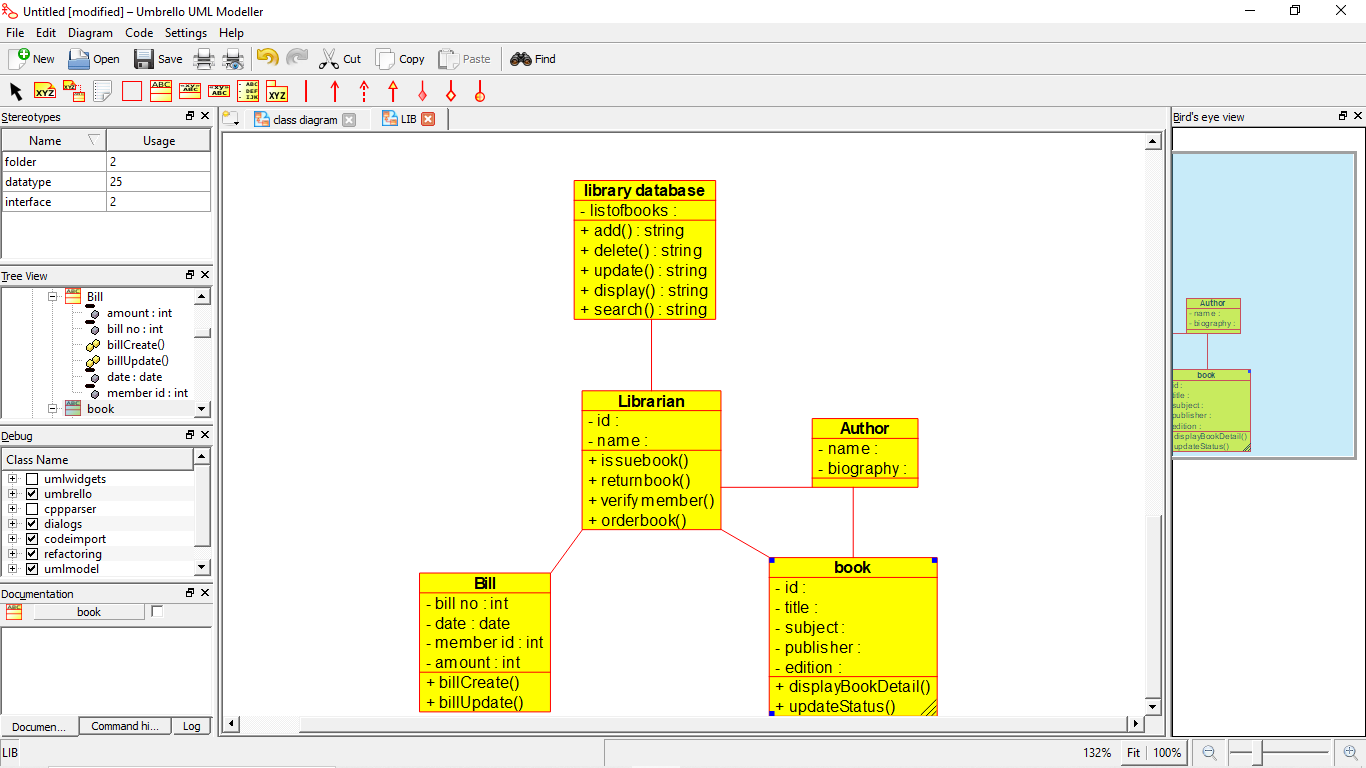 Untitled [modified] – Umbrello UML Modeller
File Edit Diagram Code Settings Help
New Open Save Cut Copy Paste Find
Stereotypes
Name Usage
folder 2
datatype 25
interface 2
Tree View
Bill
amount : int
bill no : int
billCreate()
billUpdate()
date : date
member id : int
book
Debug
Class Name
umlwidgets
umbrello
cppparser
dialogs
codeimport
refactoring
umlmodel
Documentation
book
Documen... Command hi... Log
LIB
class diagram LIB
library database
- listofbooks :
+ add() : string
+ delete() : string
+ update() : string
+ display() : string
+ search() : string
Librarian
- id :
- name :
+ issuebook()
+ returnbook()
+ verify member()
+ orderbook()
Author
- name :
- biography :
Bill
- bill no : int
- date : date
- member id : int
- amount : int
+ billCreate()
+ billUpdate()
book
- id :
- title :
- subject :
- publisher :
- edition :
+ displayBookDetail()
+ updateStatus()
Bird's eye view
Author
- name :
- biography :
book
id :
title :
subject :
publisher :
edition :
displayBookDetail()
updateStatus()
132% Fit 100%